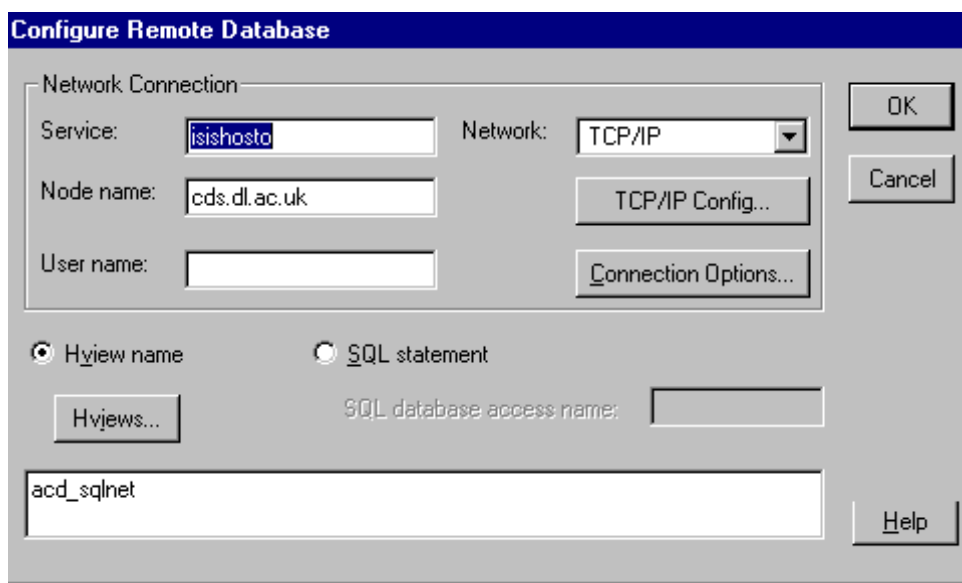 Configure Remote Database
Network Connection
Service: isishosto Network: TCP/IP
OK
Node name: cds.dl.ac.uk TCP/IP Config...
Cancel
User name: Connection Options...
Hview name SQL statement
Hviews... SQL database access name:
acd_sqlnet
Help